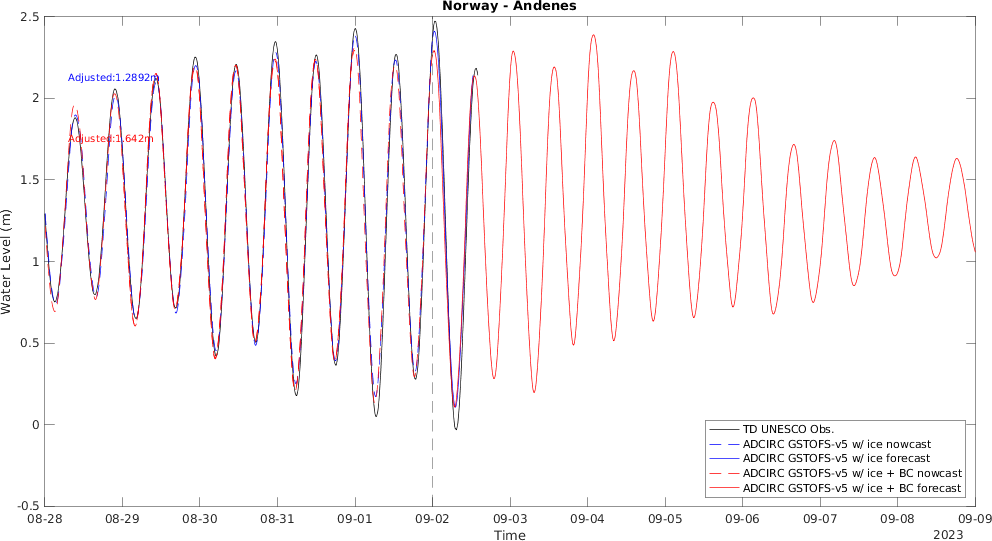 Norway - Andenes
2.5
2
1.5
1
0.5
0
-0.5
Water Level (m)
Adjusted:1.2892m
Adjusted:1.642m
TD UNESCO Obs.
ADCIRC GSTOFS-v5 w/ ice nowcast
ADCIRC GSTOFS-v5 w/ ice forecast
ADCIRC GSTOFS-v5 w/ ice + BC nowcast
ADCIRC GSTOFS-v5 w/ ice + BC forecast
08-28 08-29 08-30 08-31 09-01 09-02 09-03 09-04 09-05 09-06 09-07 09-08 09-09
Time
2023